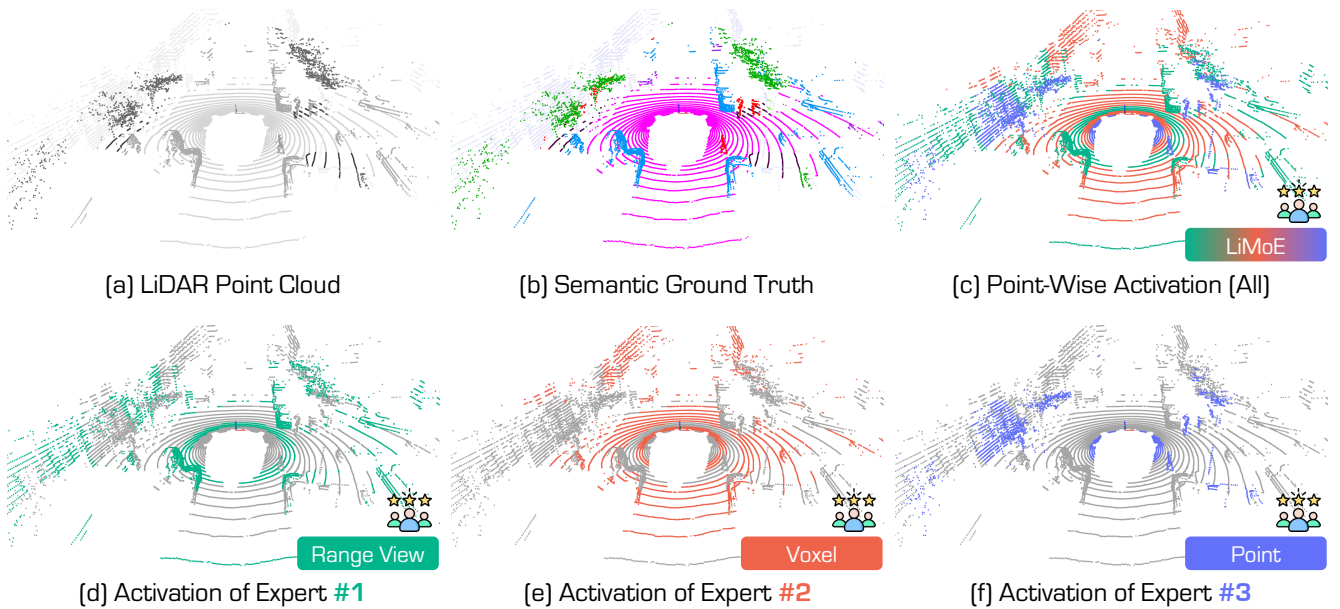 LiMoE
(a) LiDAR Point Cloud
(b) Semantic Ground Truth
(c) Point-Wise Activation (All)
Range View
Voxel
Point
(d) Activation of Expert #1
(e) Activation of Expert #2
(f) Activation of Expert #3